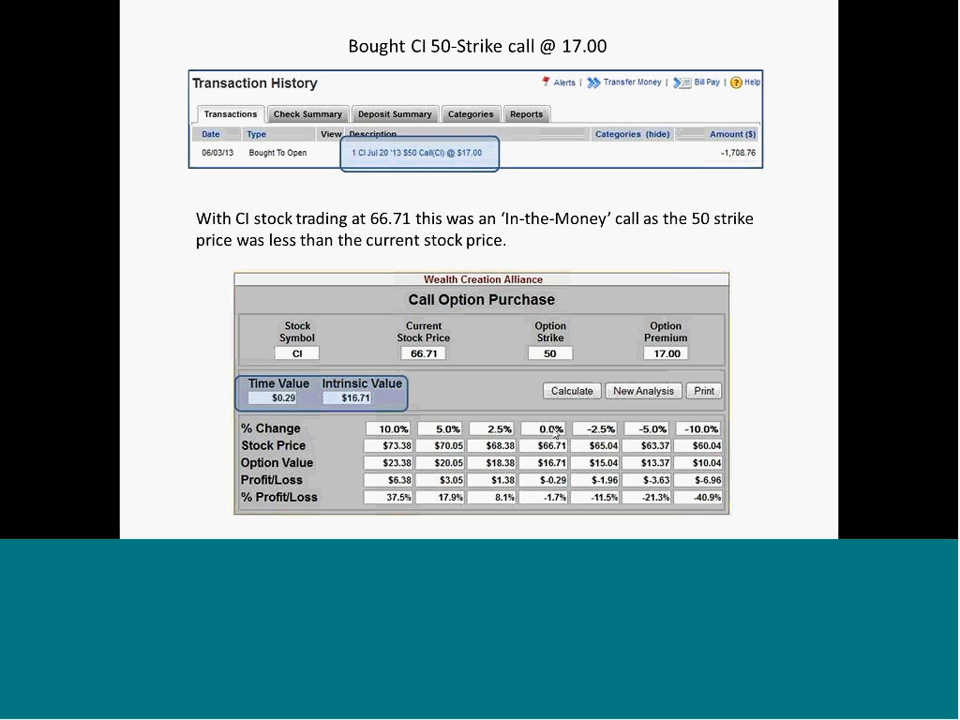 Bought CI 50-Strike call @ 17.00
Transaction History
Alerts | Transfer Money | Bill Pay | Help
Transactions Check Summary Deposit Summary Categories Reports
Date Type View Description Categories (hide) Amount ($)
06/03/13 Bought To Open 1 CI Jul 20 '13 $50 Call(CI) @ $17.00 -1,708.76
With CI stock trading at 66.71 this was an ‘In-the-Money’ call as the 50 strike
price was less than the current stock price.
Wealth Creation Alliance
Call Option Purchase
Stock Symbol Current Stock Price Option Strike Option Premium
CI 66.71 50 17.00
Time Value Intrinsic Value
$0.29 $16.71 Calculate New Analysis Print
% Change 10.0% 5.0% 2.5% 0.0% -2.5% -5.0% -10.0%
Stock Price $73.38 $70.05 $68.38 $66.71 $65.04 $63.37 $60.04
Option Value $23.38 $20.05 $18.38 $16.71 $15.04 $13.37 $10.04
Profit/Loss $6.38 $3.05 $1.38 $-0.29 $-1.96 $-3.63 $-6.96
% Profit/Loss 37.5% 17.9% 8.1% -1.7% -11.5% -21.3% -40.9%